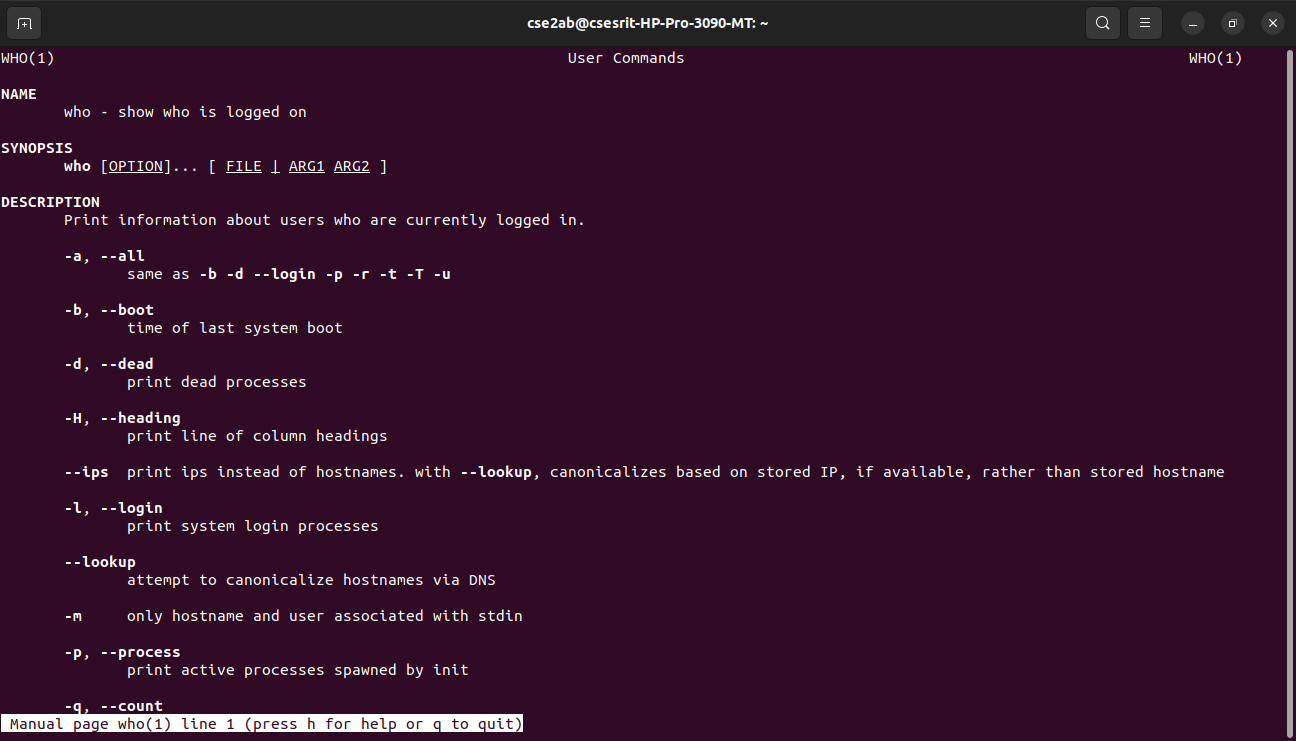 cse2ab@csesrit-HP-Pro-3090-MT: ~
WHO(1) User Commands WHO(1)
NAME
who - show who is logged on
SYNOPSIS
who [OPTION]... [ FILE | ARG1 ARG2 ]
DESCRIPTION
Print information about users who are currently logged in.
-a, --all
same as -b -d --login -p -r -t -T -u
-b, --boot
time of last system boot
-d, --dead
print dead processes
-H, --heading
print line of column headings
--ips print ips instead of hostnames. with --lookup, canonicalizes based on stored IP, if available, rather than stored hostname
-l, --login
print system login processes
--lookup
attempt to canonicalize hostnames via DNS
-m only hostname and user associated with stdin
-p, --process
print active processes spawned by init
-q, --count
Manual page who(1) line 1 (press h for help or q to quit)